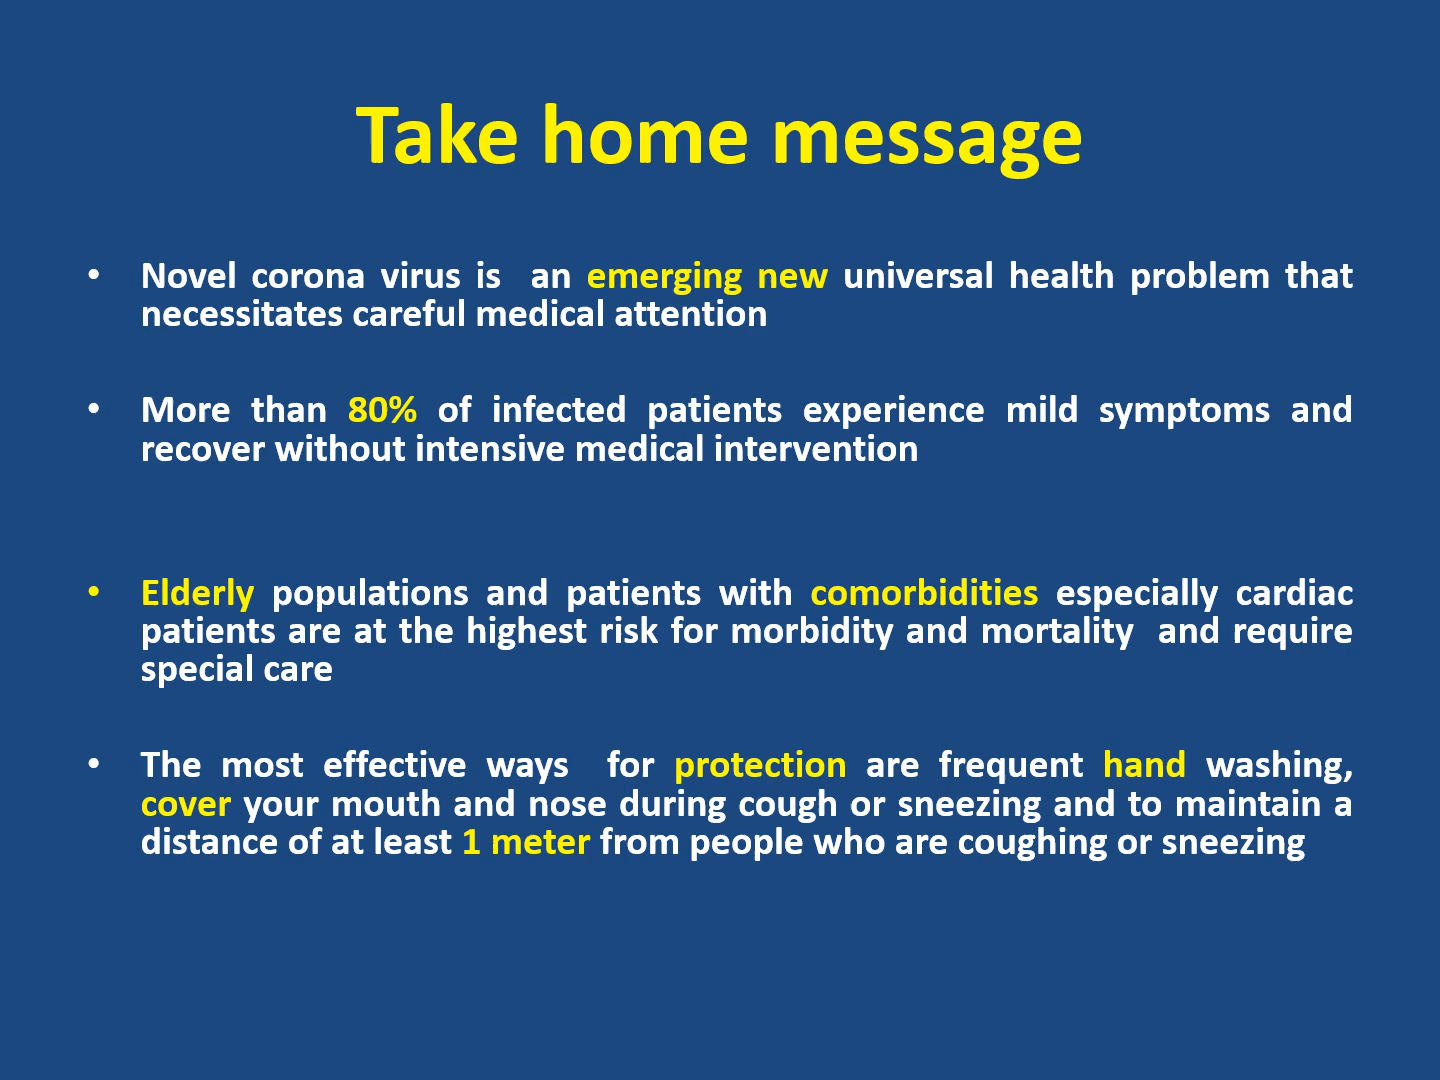 Take home message
• Novel corona virus is an emerging new universal health problem that
necessitates careful medical attention
• More than 80% of infected patients experience mild symptoms and
recover without intensive medical intervention
• Elderly populations and patients with comorbidities especially cardiac
patients are at the highest risk for morbidity and mortality and require
special care
• The most effective ways for protection are frequent hand washing,
cover your mouth and nose during cough or sneezing and to maintain a
distance of at least 1 meter from people who are coughing or sneezing